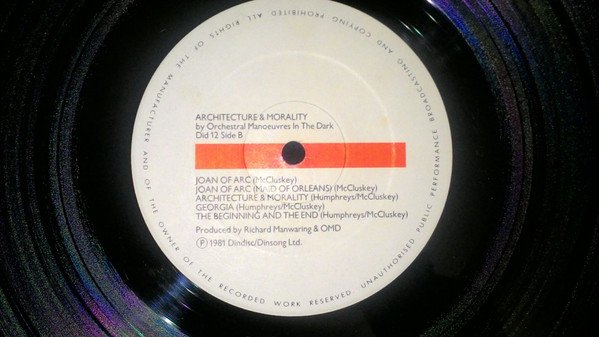 ARCHITECTURE & MORALITY
by Orchestral Manoeuvres In The Dark
Did 12 Side B
JOAN OF ARC (McCluskey)
JOAN OF ARC (MAID OF ORLEANS) (McCluskey)
ARCHITECTURE & MORALITY (Humphreys/McCluskey)
GEORGIA (Humphreys/McCluskey)
THE BEGINNING AND THE END (Humphreys/McCluskey)
Produced by Richard Manwaring & OMD
℗ 1981 Dindisc/Dinsong Ltd.
ALL RIGHTS OF THE MANUFACTURER AND OF THE OWNER OF THE RECORDED WORK RESERVED. UNAUTHORISED PUBLIC PERFORMANCE BROADCASTING AND COPYING PROHIBITED